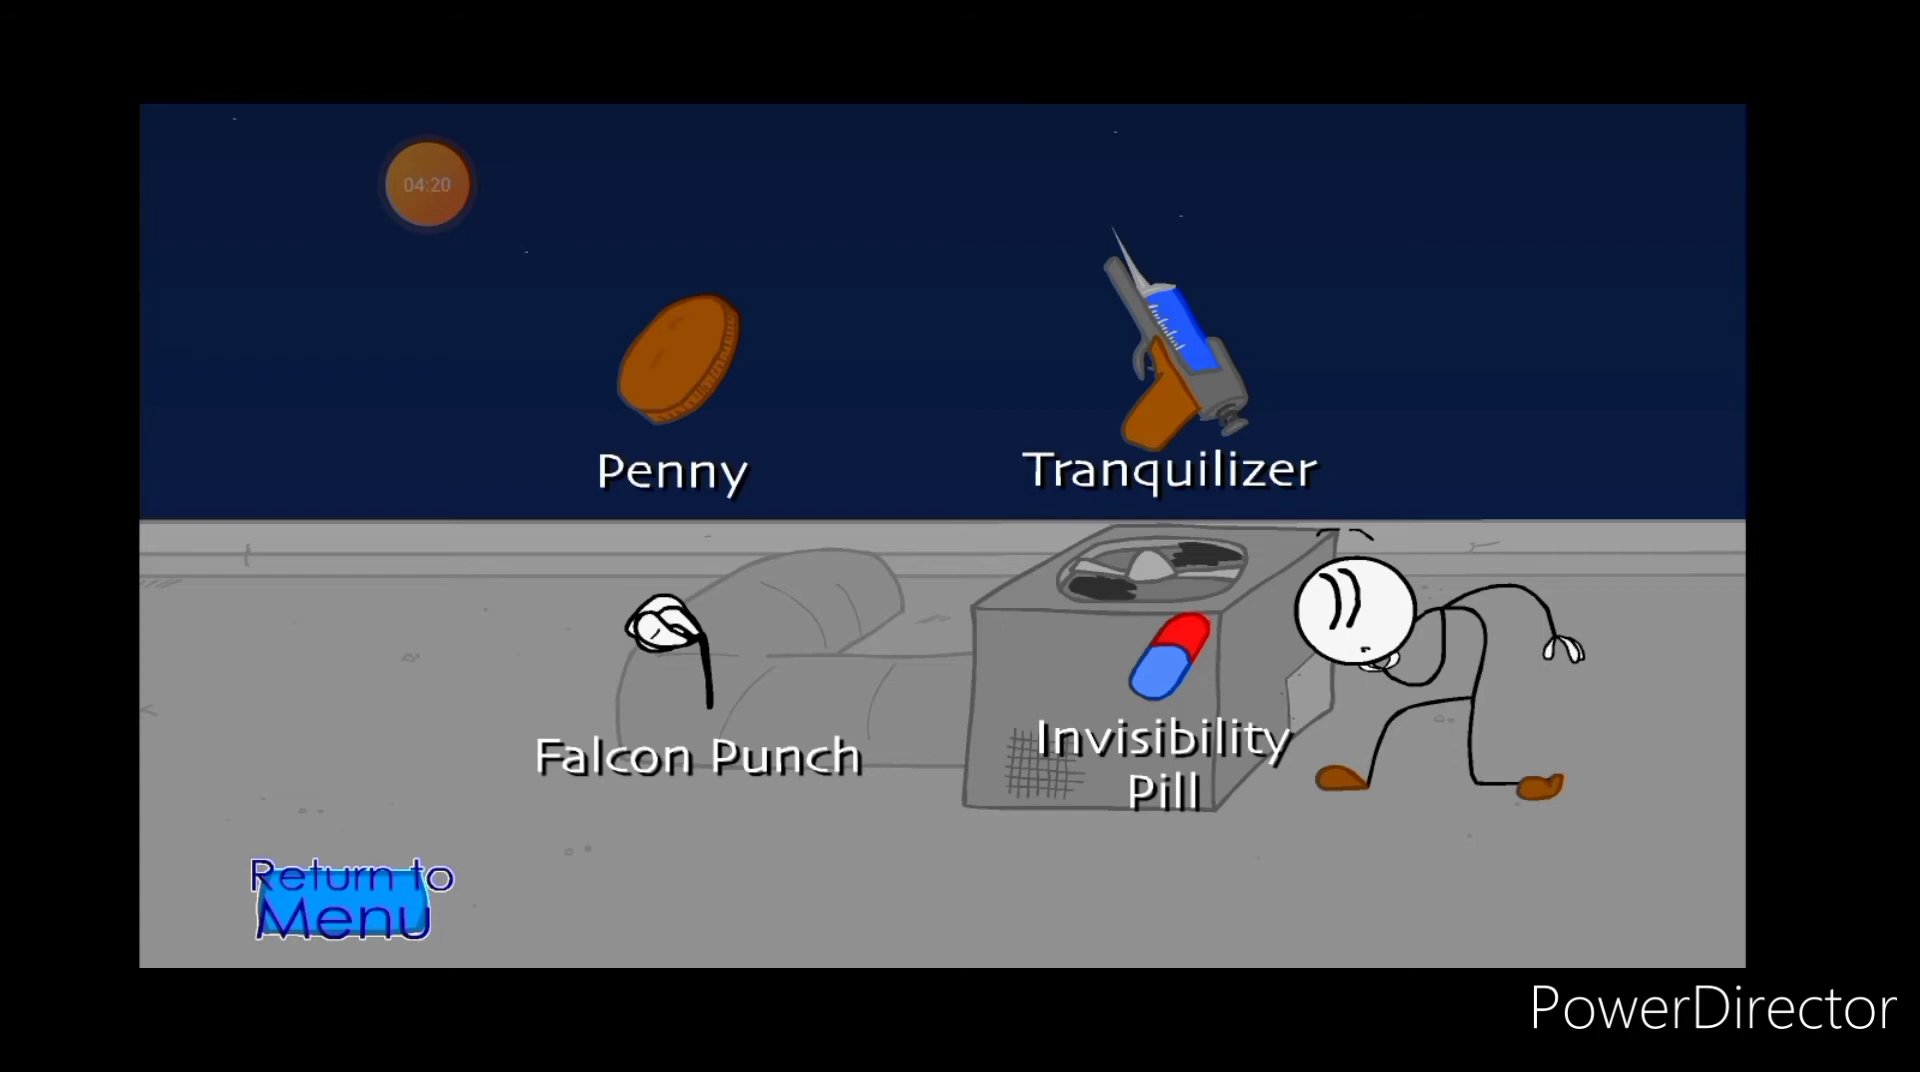 04:20
Penny
Tranquilizer
Falcon Punch
Invisibility
Pill
Return to
Menu
PowerDirector